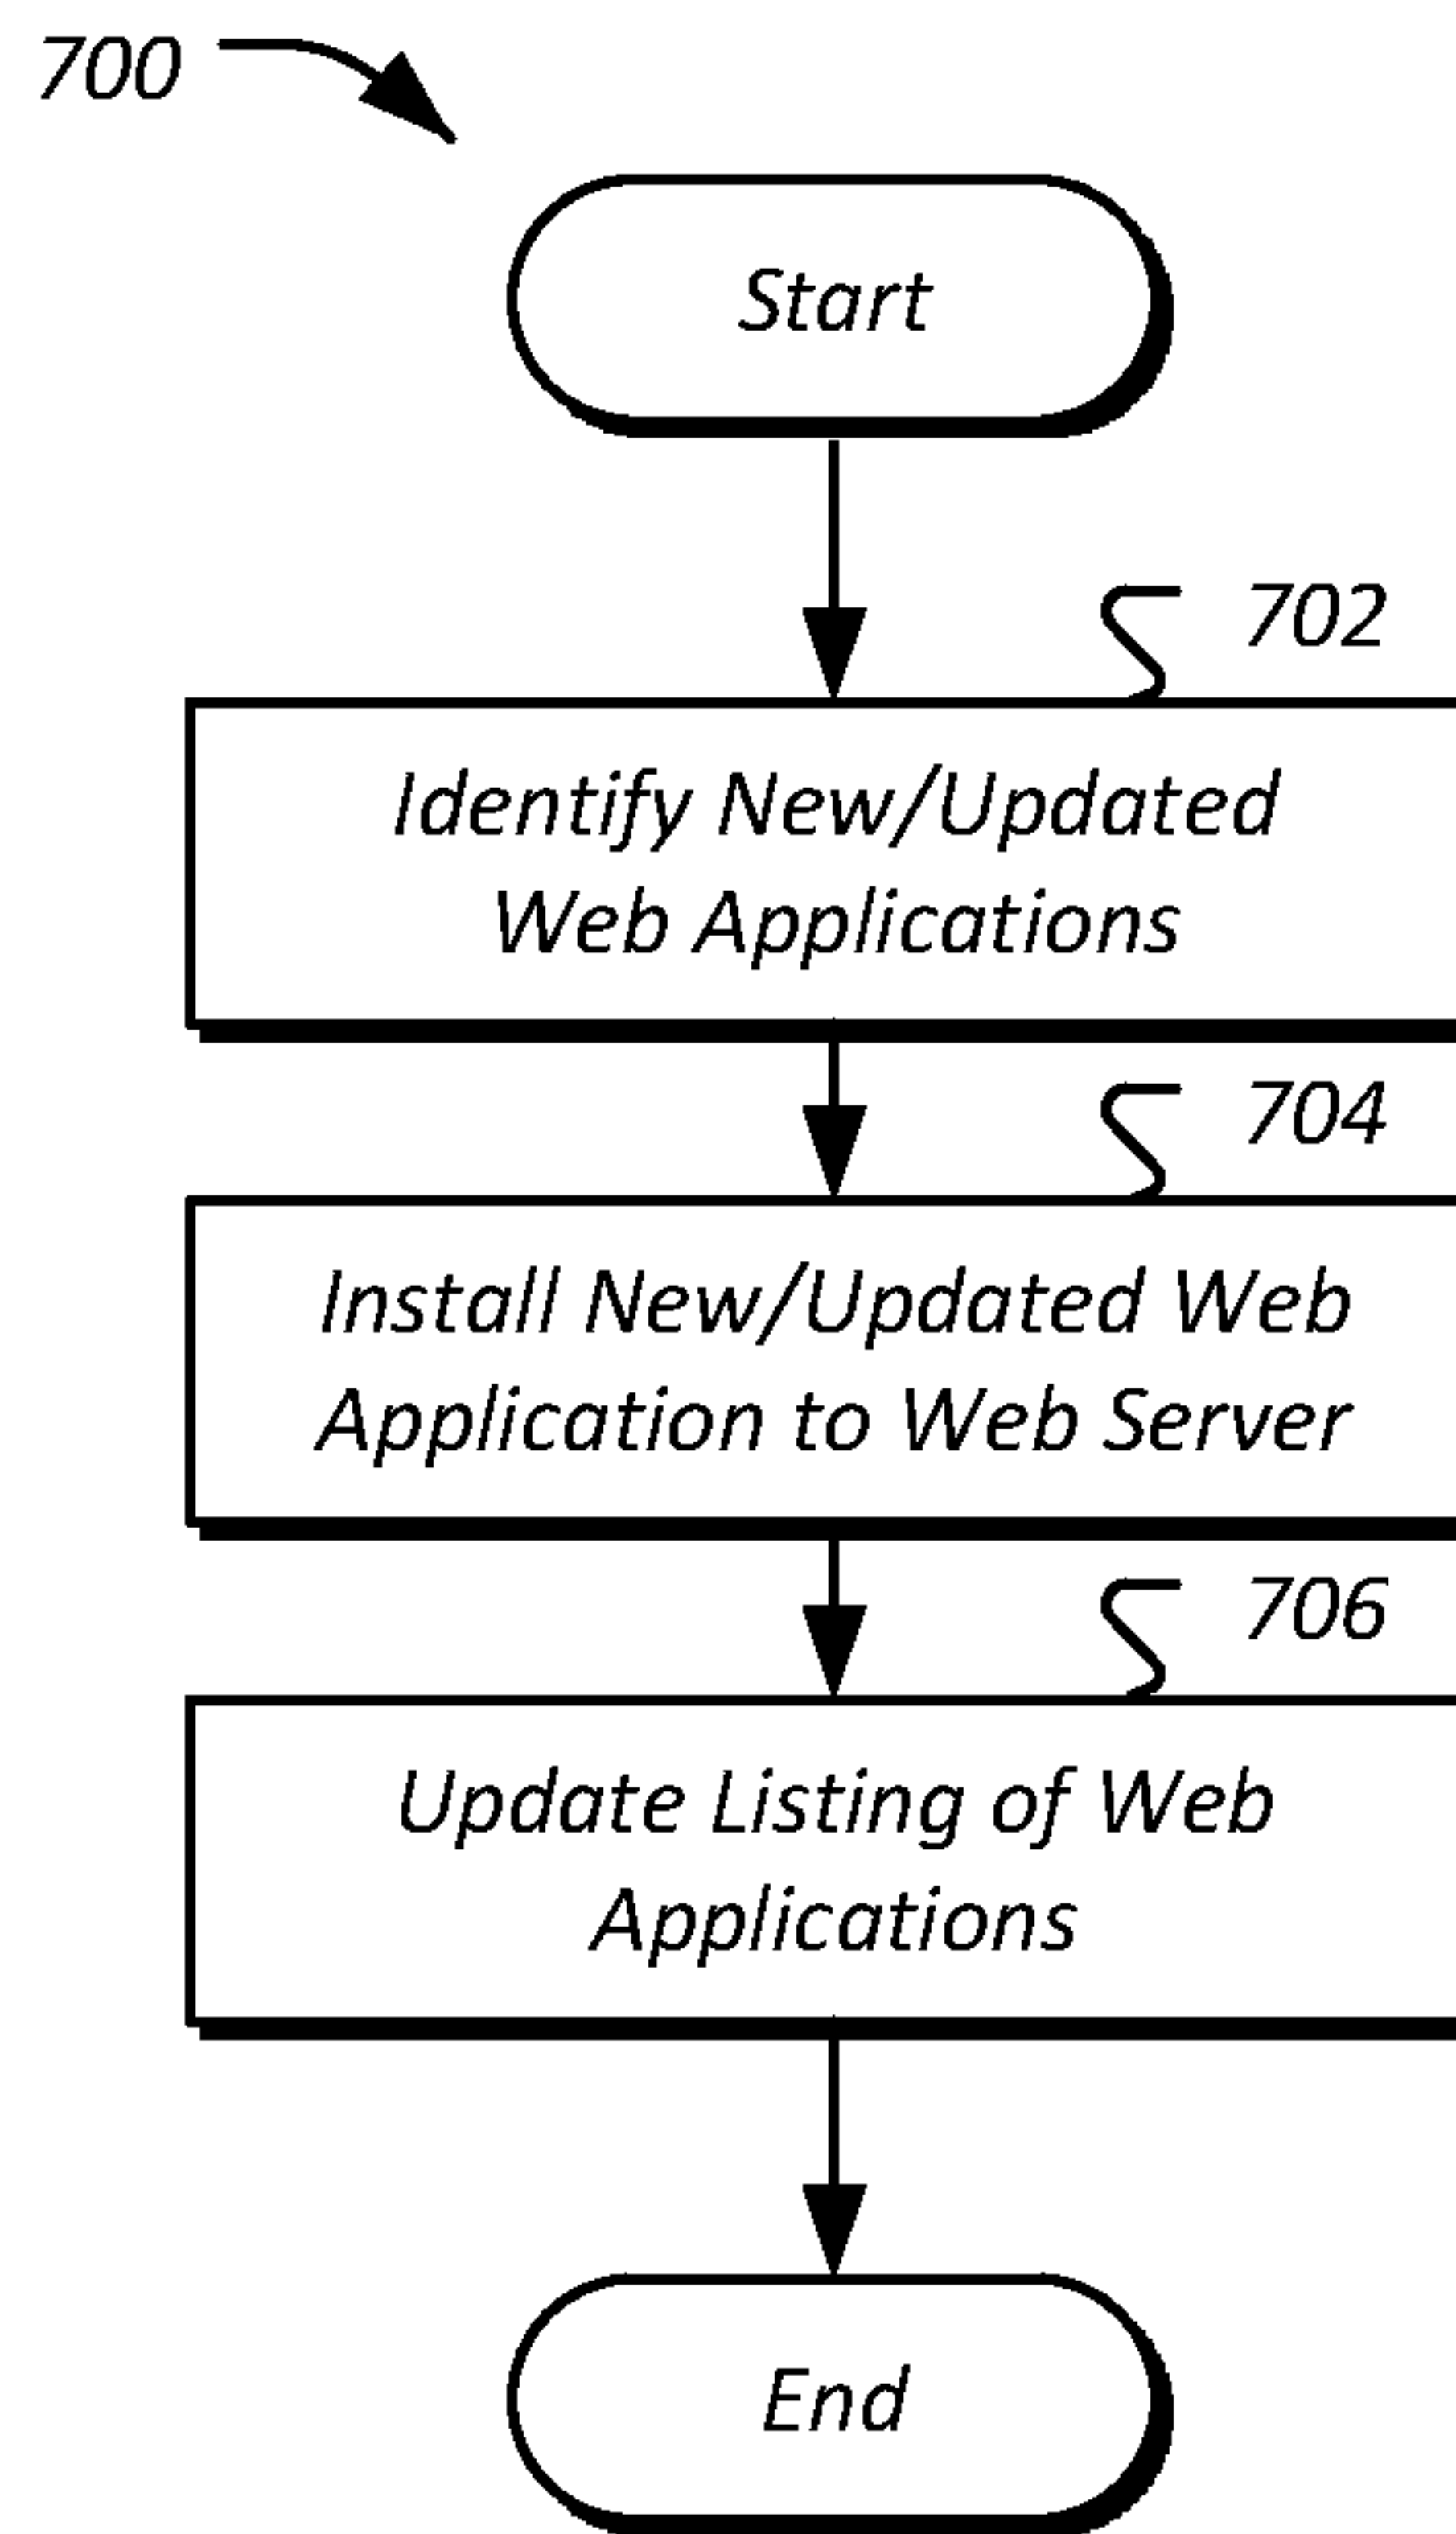 700
Start
702
Identify New/Updated
Web Applications
704
Install New/Updated Web
Application to Web Server
706
Update Listing of Web
Applications
End